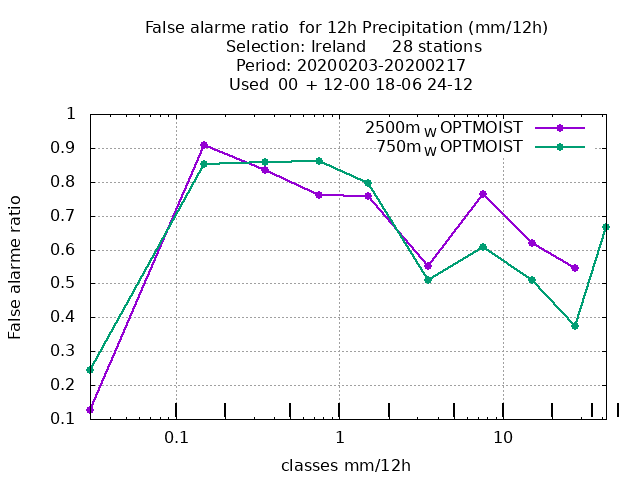 False alarme ratio  for 12h Precipitation (mm/12h)
Selection: Ireland     28 stations
Period: 20200203-20200217
Used  00 + 12-00 18-06 24-12
2500m W OPTMOIST
750m W OPTMOIST
1
0.9
0.8
0.7
0.6
0.5
0.4
0.3
0.2
0.1
False alarme ratio
0.1 1 10
classes mm/12h